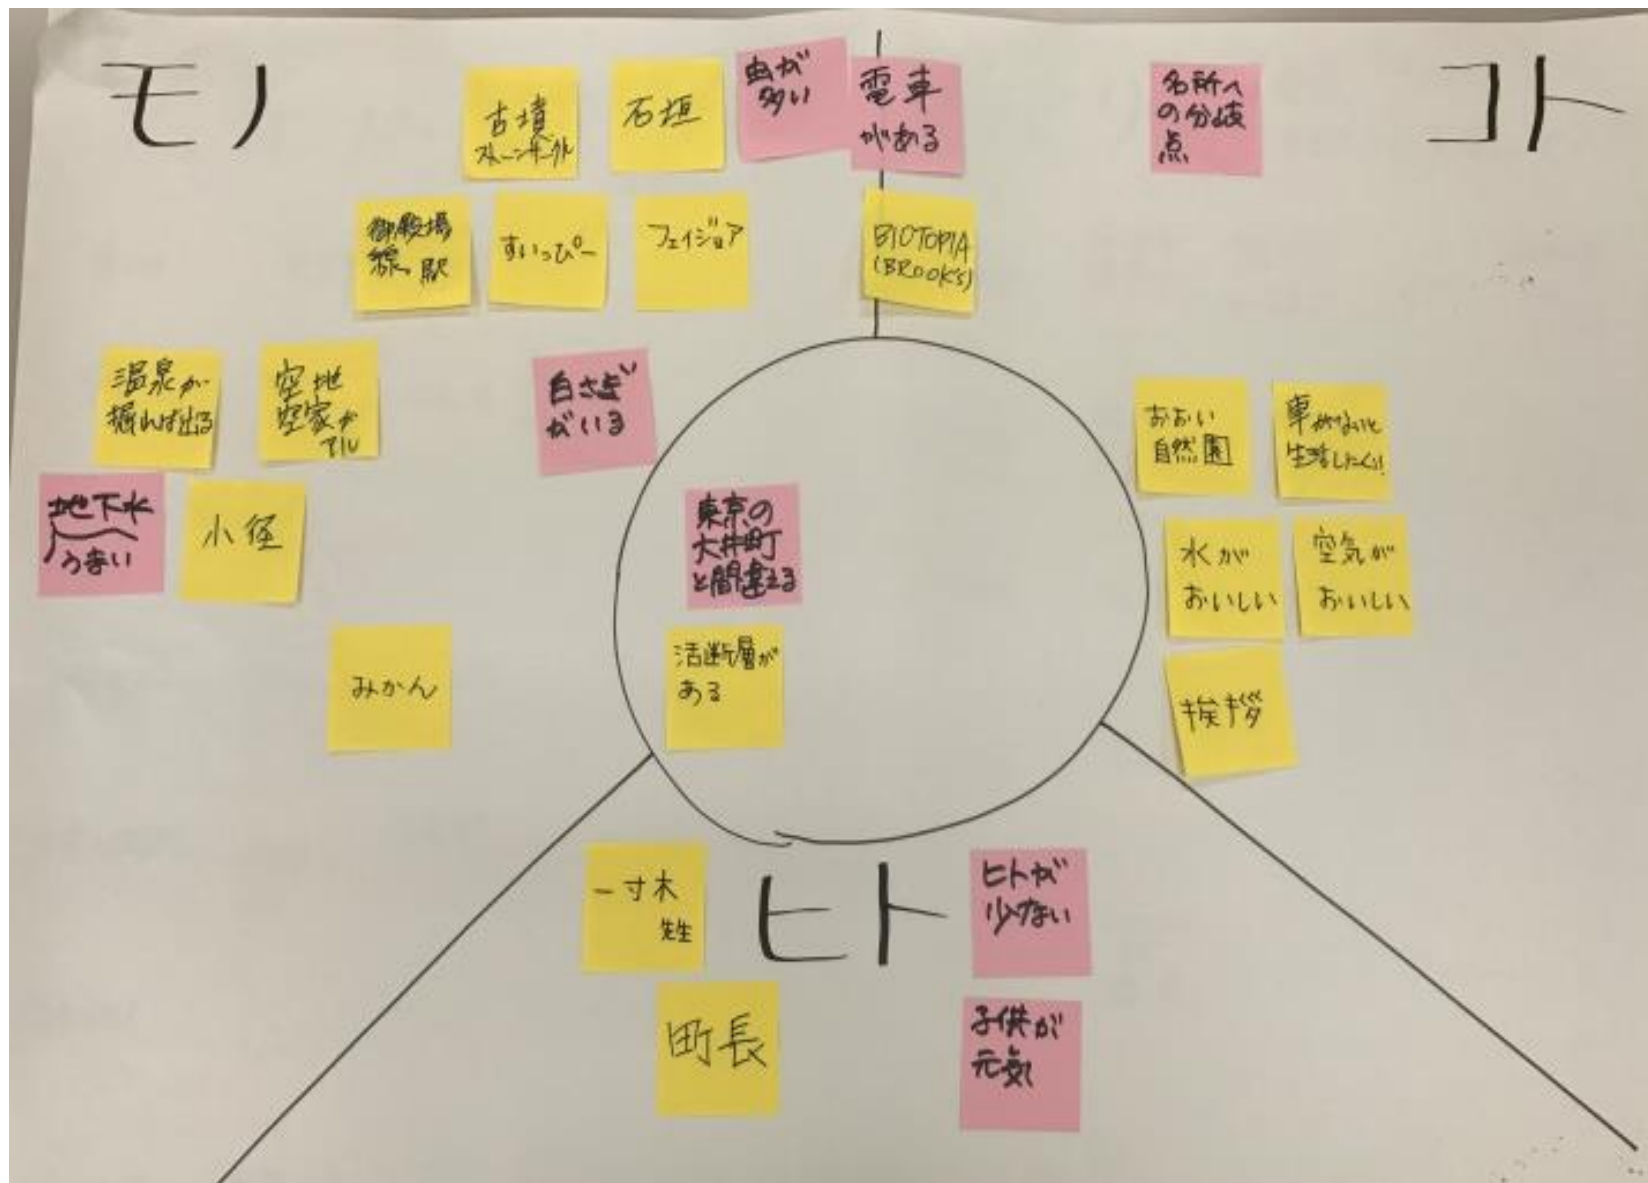 モノ
古墳
ストーンサークル
石垣
虫が
多い
電車
がある
名所へ
の分岐
点
コト
御殿場
線 駅
すいっぴー
フェイジョア
BIOTOPIA
(BROOK'S)
温泉が
掘れば出る
空地
空家が
白さぎ
がいる
おおい
自然園
車がないと
生活しにくい!
地下水
うまい
小径
東京の
大井町
と間違える
水が
おいしい
空気が
おいしい
みかん
活断層が
ある
挨拶
一寸木
先生
ヒト
ヒトが
少ない
町長
子供が
元気